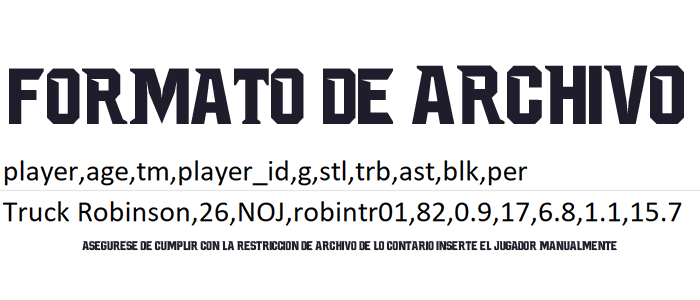 FORMATO DE ARCHIVO
player,age,tm,player_id,g,stl,trb,ast,blk,per
Truck Robinson,26,NOJ,robintr01,82,0.9,17,6.8,1.1,15.7
ASEGURESE DE CUMPLIR CON LA RESTRICCION DE ARCHIVO DE LO CONTARIO INSERTE EL JUGADOR MANUALMENTE